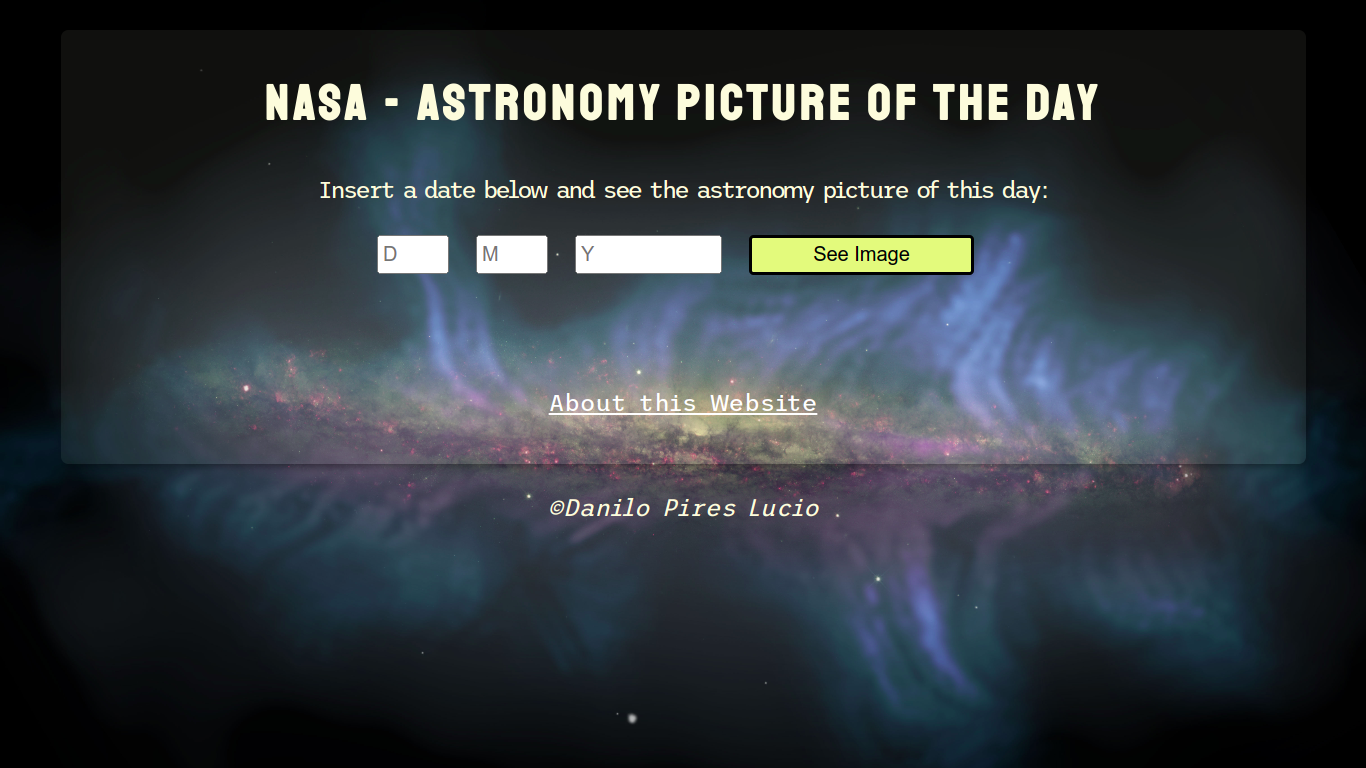 NASA - ASTRONOMY PICTURE OF THE DAY
Insert a date below and see the astronomy picture of this day:
D M Y See Image
About this Website
©Danilo Pires Lucio